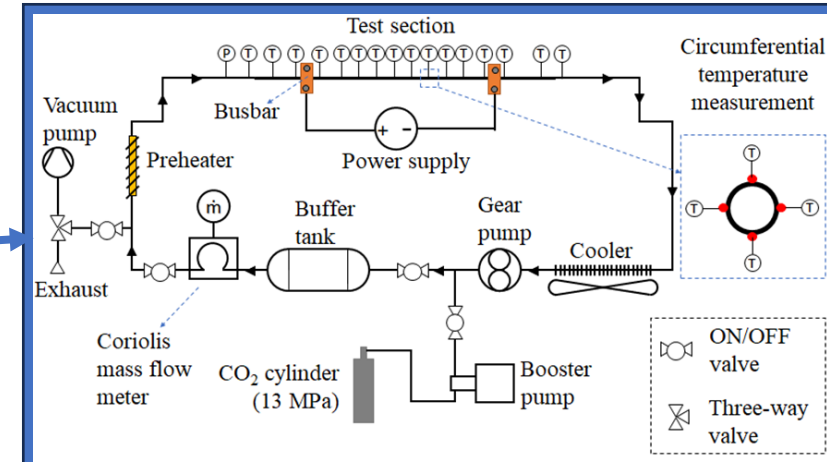 Test section
P T T T T T T T T T T T T T T T
Circumferential
temperature
measurement
Vacuum
pump
Busbar
+ −
Power supply
Preheater
T
T T
T
ṁ
Buffer
tank
Gear
pump
Cooler
Exhaust
Coriolis
mass flow
meter
CO₂ cylinder
(13 MPa)
Booster
pump
ON/OFF
valve
Three-way
valve